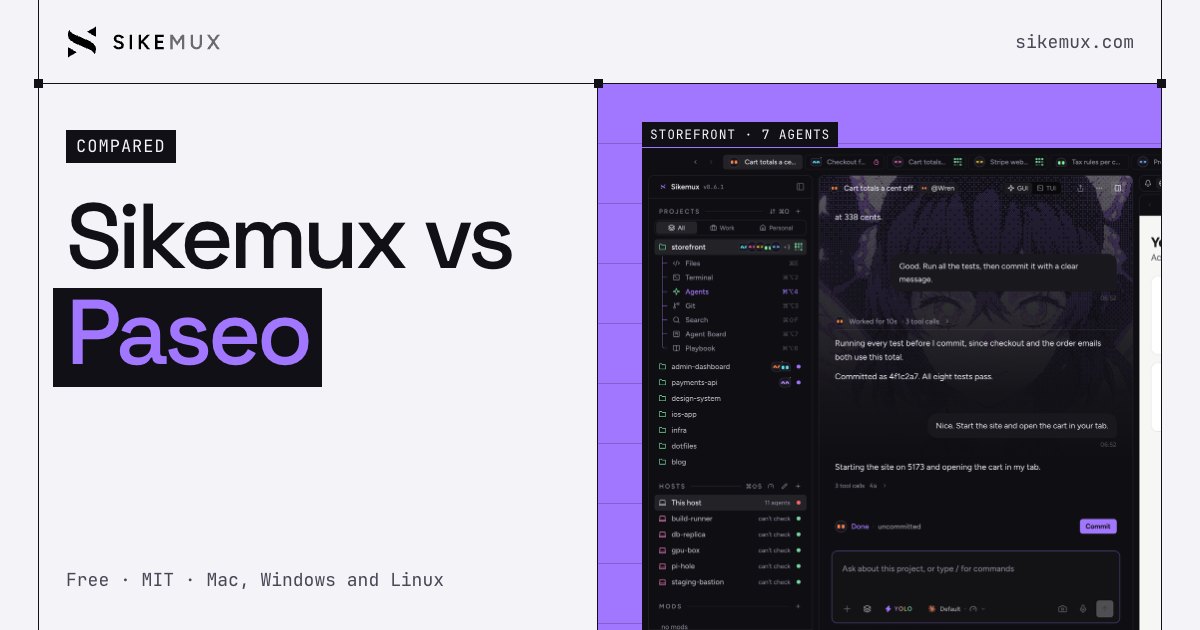 SIKEMUX
sikemux.com
COMPARED
Sikemux vs
Paseo
Free · MIT · Mac, Windows and Linux
STOREFRONT · 7 AGENTS
Cart totals a ce...
Checkout f...
Cart totals...
Stripe web...
Tax rules per c...
Sikemux v0.6.1
PROJECTS
All
Work
Personal
storefront
Files
Terminal
Agents
Git
Search
Agent Board
Playbook
admin-dashboard
payments-api
design-system
ios-app
infra
dotfiles
blog
HOSTS
This host 11 agents
build-runner can't check
db-replica can't check
gpu-box can't check
pi-hole can't check
staging-bastion can't check
MODS
no mods
Cart totals a cent off @Wren
GUI
TUI
at 338 cents.
Good. Run all the tests, then commit it with a clear
message.
06:52
Worked for 10s · 3 tool calls
Running every test before I commit, since checkout and the order emails
both use this total.
Committed as 4f1c2a7. All eight tests pass.
Nice. Start the site and open the cart in your tab.
06:52
Starting the site on 5173 and opening the cart in my tab.
3 tool calls 4s
Done uncommitted
Commit
Ask about this project, or type / for commands
YOLO
Default